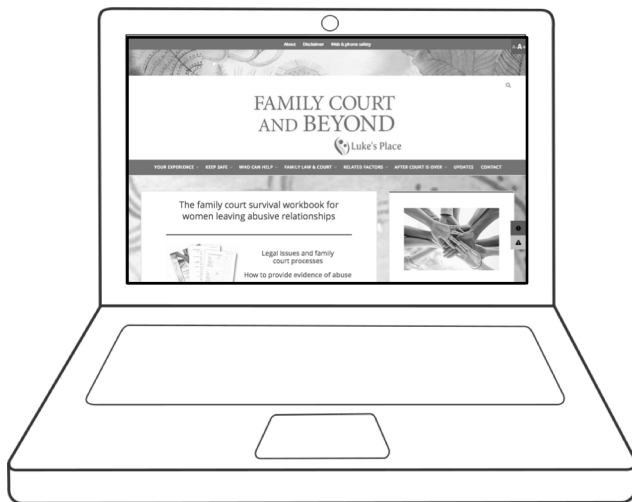 About Disclaimer Web & phone safety
A A A
FAMILY COURT
AND BEYOND
Luke's Place
YOUR EXPERIENCE KEEP SAFE WHO CAN HELP FAMILY LAW & COURT RELATED FACTORS AFTER COURT IS OVER UPDATES CONTACT
The family court survival workbook for
women leaving abusive relationships
Legal issues and family
court processes
How to provide evidence of abuse